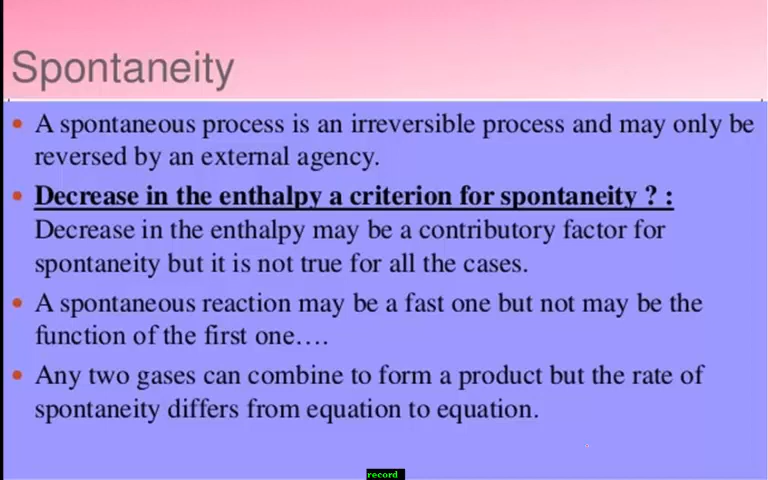 Spontaneity
• A spontaneous process is an irreversible process and may only be
reversed by an external agency.
• Decrease in the enthalpy a criterion for spontaneity ? :
Decrease in the enthalpy may be a contributory factor for
spontaneity but it is not true for all the cases.
• A spontaneous reaction may be a fast one but not may be the
function of the first one....
• Any two gases can combine to form a product but the rate of
spontaneity differs from equation to equation.
record